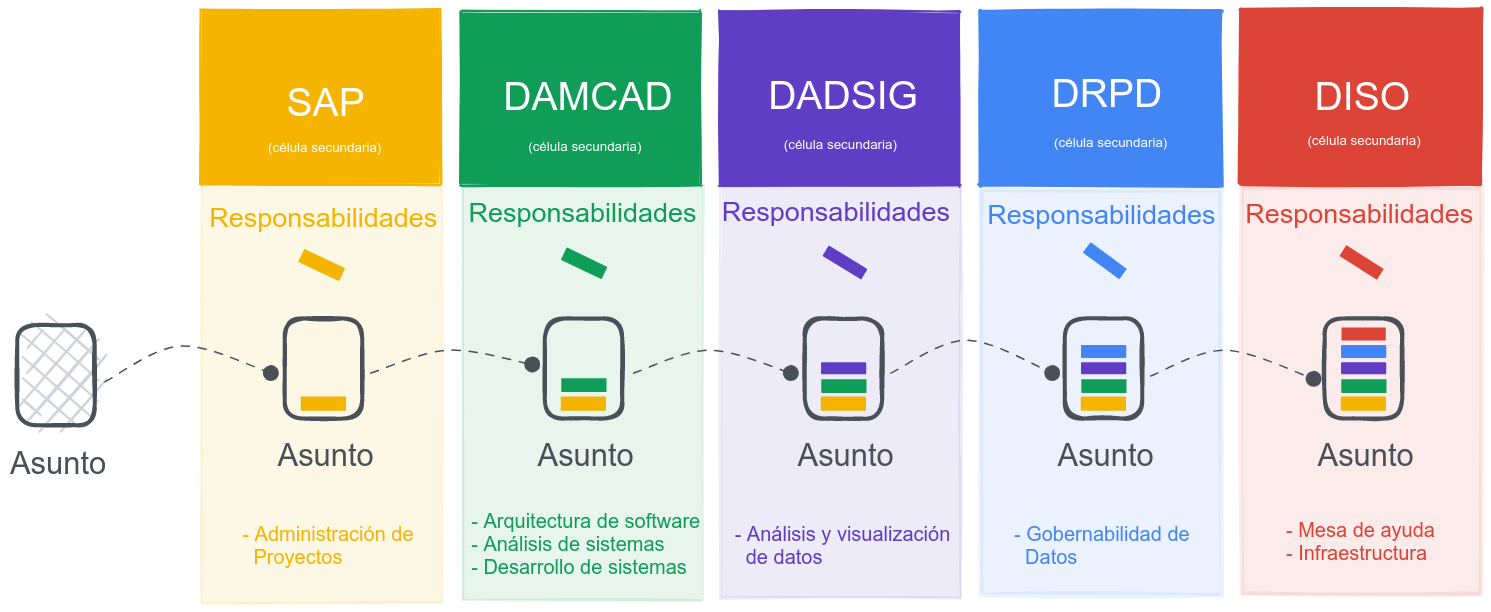 Asunto
SAP
(célula secundaria)
Responsabilidades
Asunto
- Administración de
Proyectos
DAMCAD
(célula secundaria)
Responsabilidades
Asunto
- Arquitectura de software
- Análisis de sistemas
- Desarrollo de sistemas
DADSIG
(célula secundaria)
Responsabilidades
Asunto
- Análisis y visualización
de datos
DRPD
(célula secundaria)
Responsabilidades
Asunto
- Gobernabilidad de
Datos
DISO
(célula secundaria)
Responsabilidades
Asunto
- Mesa de ayuda
- Infraestructura